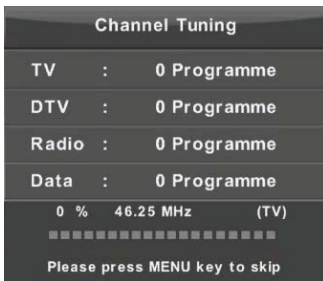 Channel Tuning
TV : 0 Programme
DTV : 0 Programme
Radio : 0 Programme
Data : 0 Programme
0 % 46.25 MHz (TV)
Please press MENU key to skip